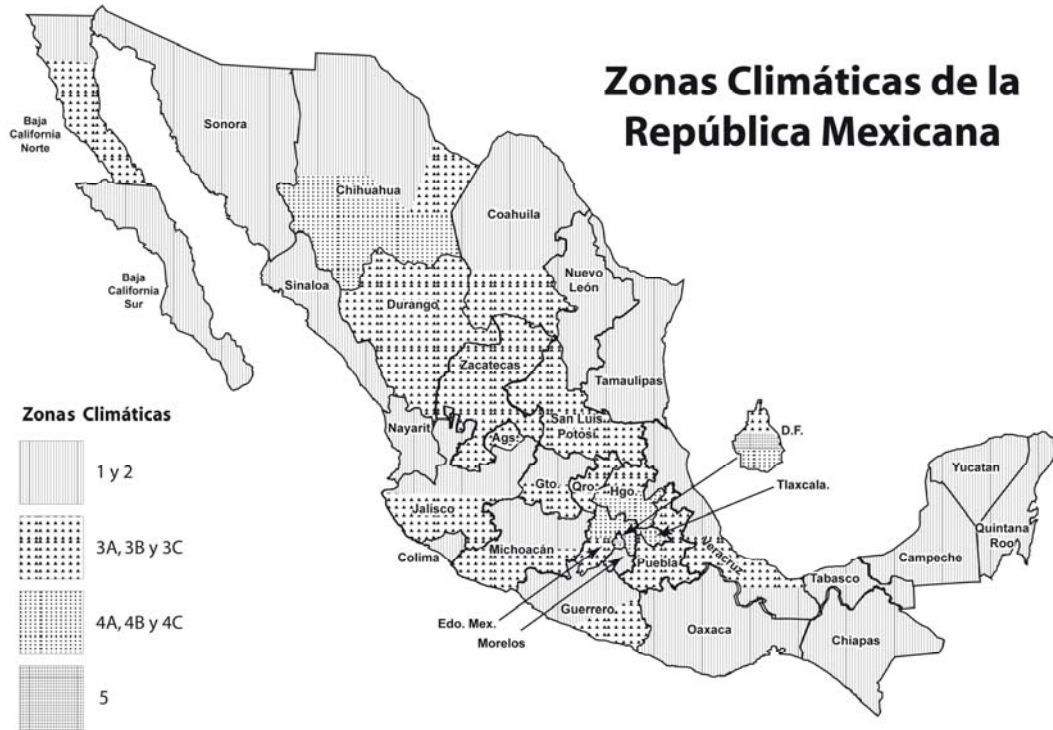 Zonas Climáticas de la
República Mexicana
Baja
California
Norte
Sonora
Chihuahua
Coahuila
Baja
California
Sur
Sinaloa
Nuevo
León
Durango
Zacatecas
Tamaulipas
Nayarit
Ags.
San Luis
Potosí
D.F.
Yucatan
Tlaxcala.
Gto.
Qro.
Hgo.
Quintana
Roo
Jalisco
Colima
Michoacán
Puebla
Veracruz
Campeche
Tabasco
Edo. Mex.
Morelos
Guerrero
Oaxaca
Chiapas
Zonas Climáticas
1 y 2
3A, 3B y 3C
4A, 4B y 4C
5